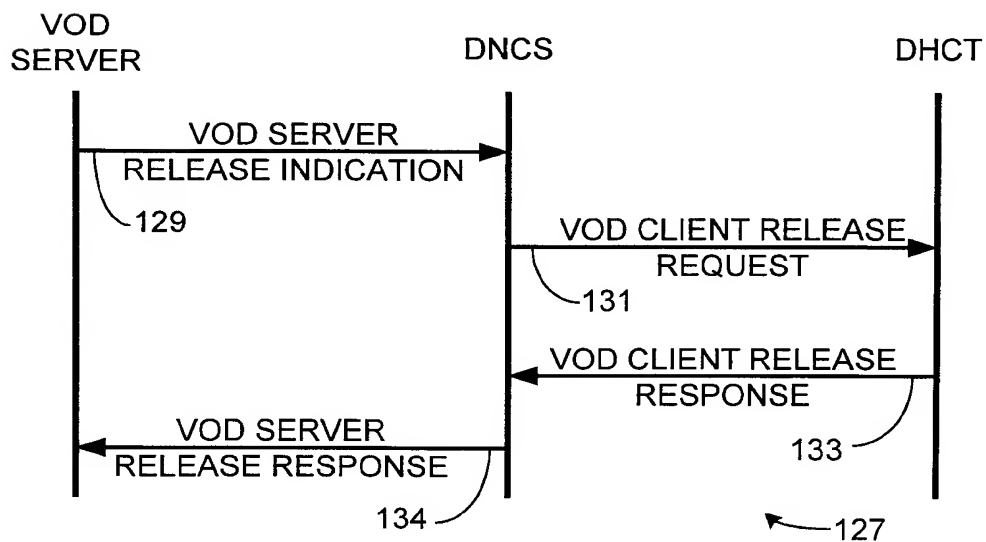 VOD
SERVER
DNCS
DHCT
VOD SERVER
RELEASE INDICATION
129
VOD CLIENT RELEASE
REQUEST
131
VOD CLIENT RELEASE
RESPONSE
133
VOD SERVER
RELEASE RESPONSE
134
127